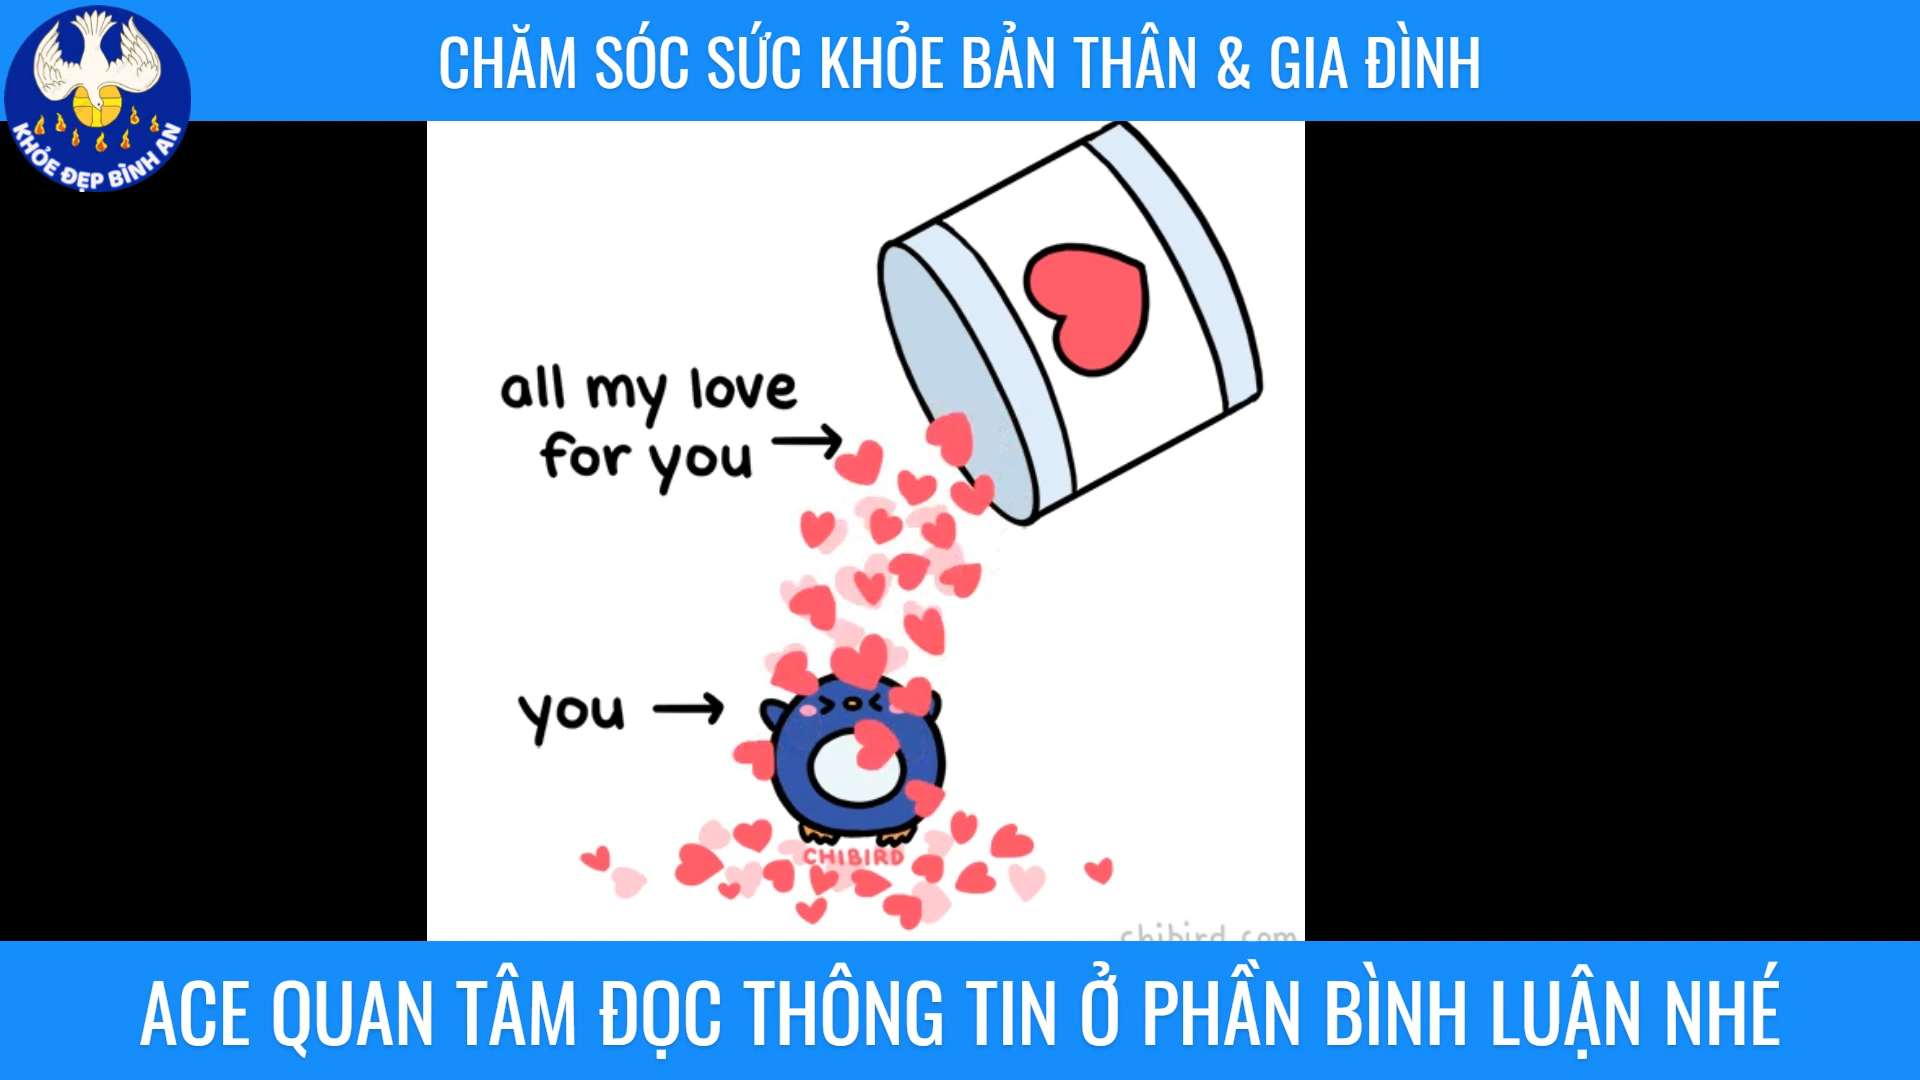 CHĂM SÓC SỨC KHỎE BẢN THÂN & GIA ĐÌNH
KHỎE ĐẸP BÌNH AN
all my love
for you
you
CHIBIRD
chibird.com
ACE QUAN TÂM ĐỌC THÔNG TIN Ở PHẦN BÌNH LUẬN NHÉ